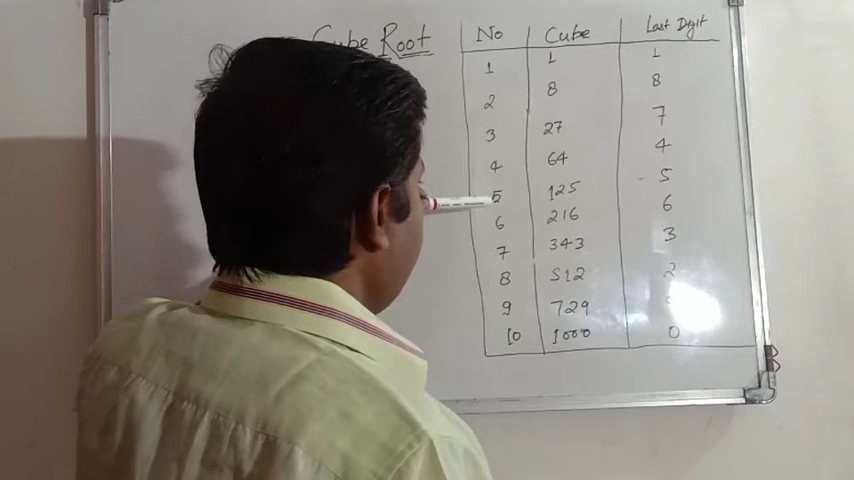 Cube Root
No Cube Last Digit
1 1 1
2 8 8
3 27 7
4 64 4
5 125 5
6 216 6
7 343 3
8 512 2
9 729
10 1000 0